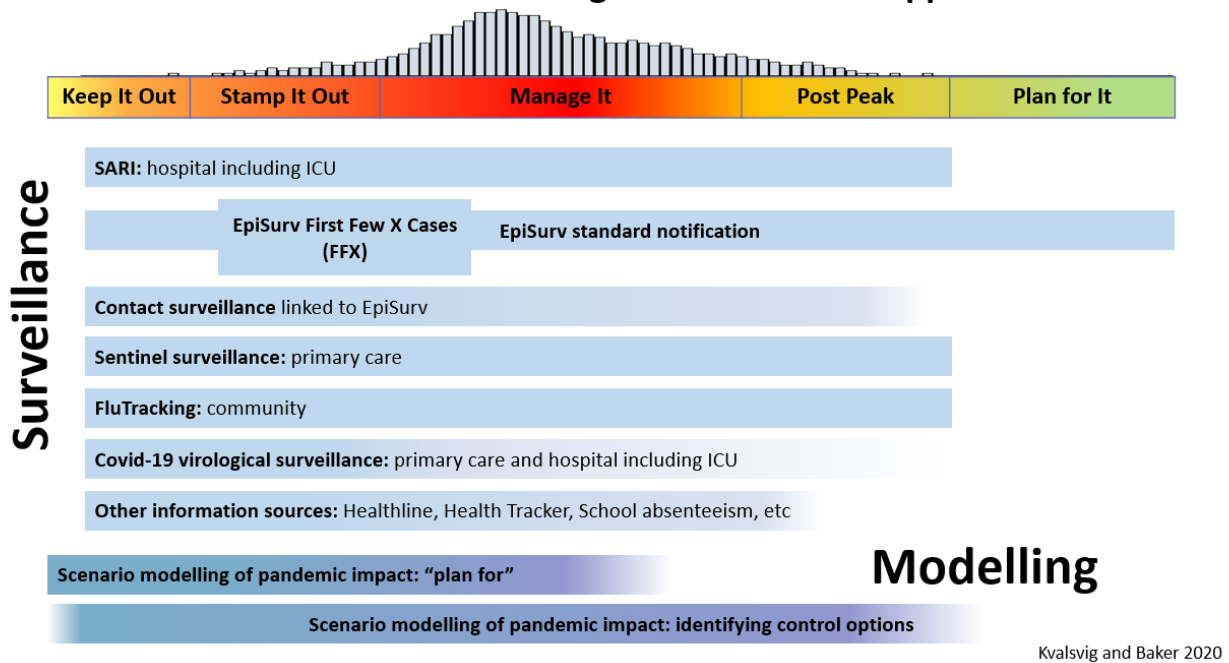 Keep It Out
Stamp It Out
Manage It
Post Peak
Plan for It
Surveillance
SARI: hospital including ICU
EpiSurv First Few X Cases
(FFX)
EpiSurv standard notification
Contact surveillance linked to EpiSurv
Sentinel surveillance: primary care
FluTracking: community
Covid-19 virological surveillance: primary care and hospital including ICU
Other information sources: Healthline, Health Tracker, School absenteeism, etc
Modelling
Scenario modelling of pandemic impact: “plan for”
Scenario modelling of pandemic impact: identifying control options
Kvalsvig and Baker 2020